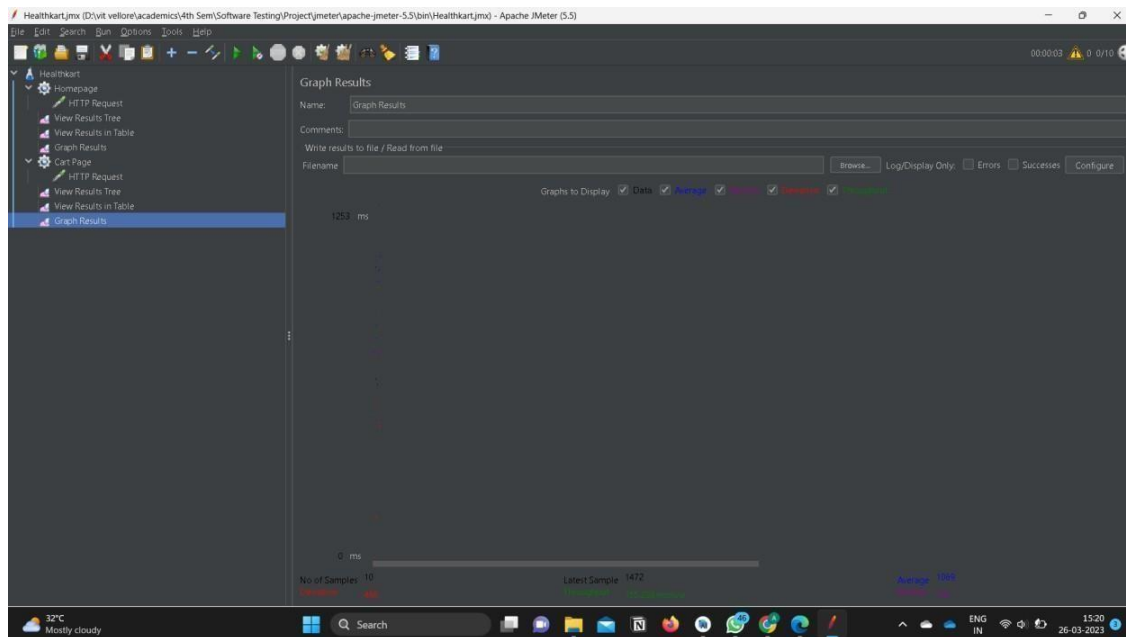 Healthkart.jmx (D:\vit vellore\academics\4th Sem\Software Testing\Project\jmeter\apache-jmeter-5.5\bin\Healthkart.jmx) - Apache JMeter (5.5)
File Edit Search Run Options Tools Help
00:00:03 0 0/10
Healthkart
Homepage
HTTP Request
View Results Tree
View Results in Table
Graph Results
Cart Page
HTTP Request
View Results Tree
View Results in Table
Graph Results
Graph Results
Name: Graph Results
Comments:
Write results to file / Read from file
Filename Browse... Log/Display Only: Errors Successes Configure
Graphs to Display Data Average
1253 ms
0 ms
No of Samples 10 Latest Sample 1472 Average
32°C
Mostly cloudy
Search
ENG
IN
15:20
26-03-2023